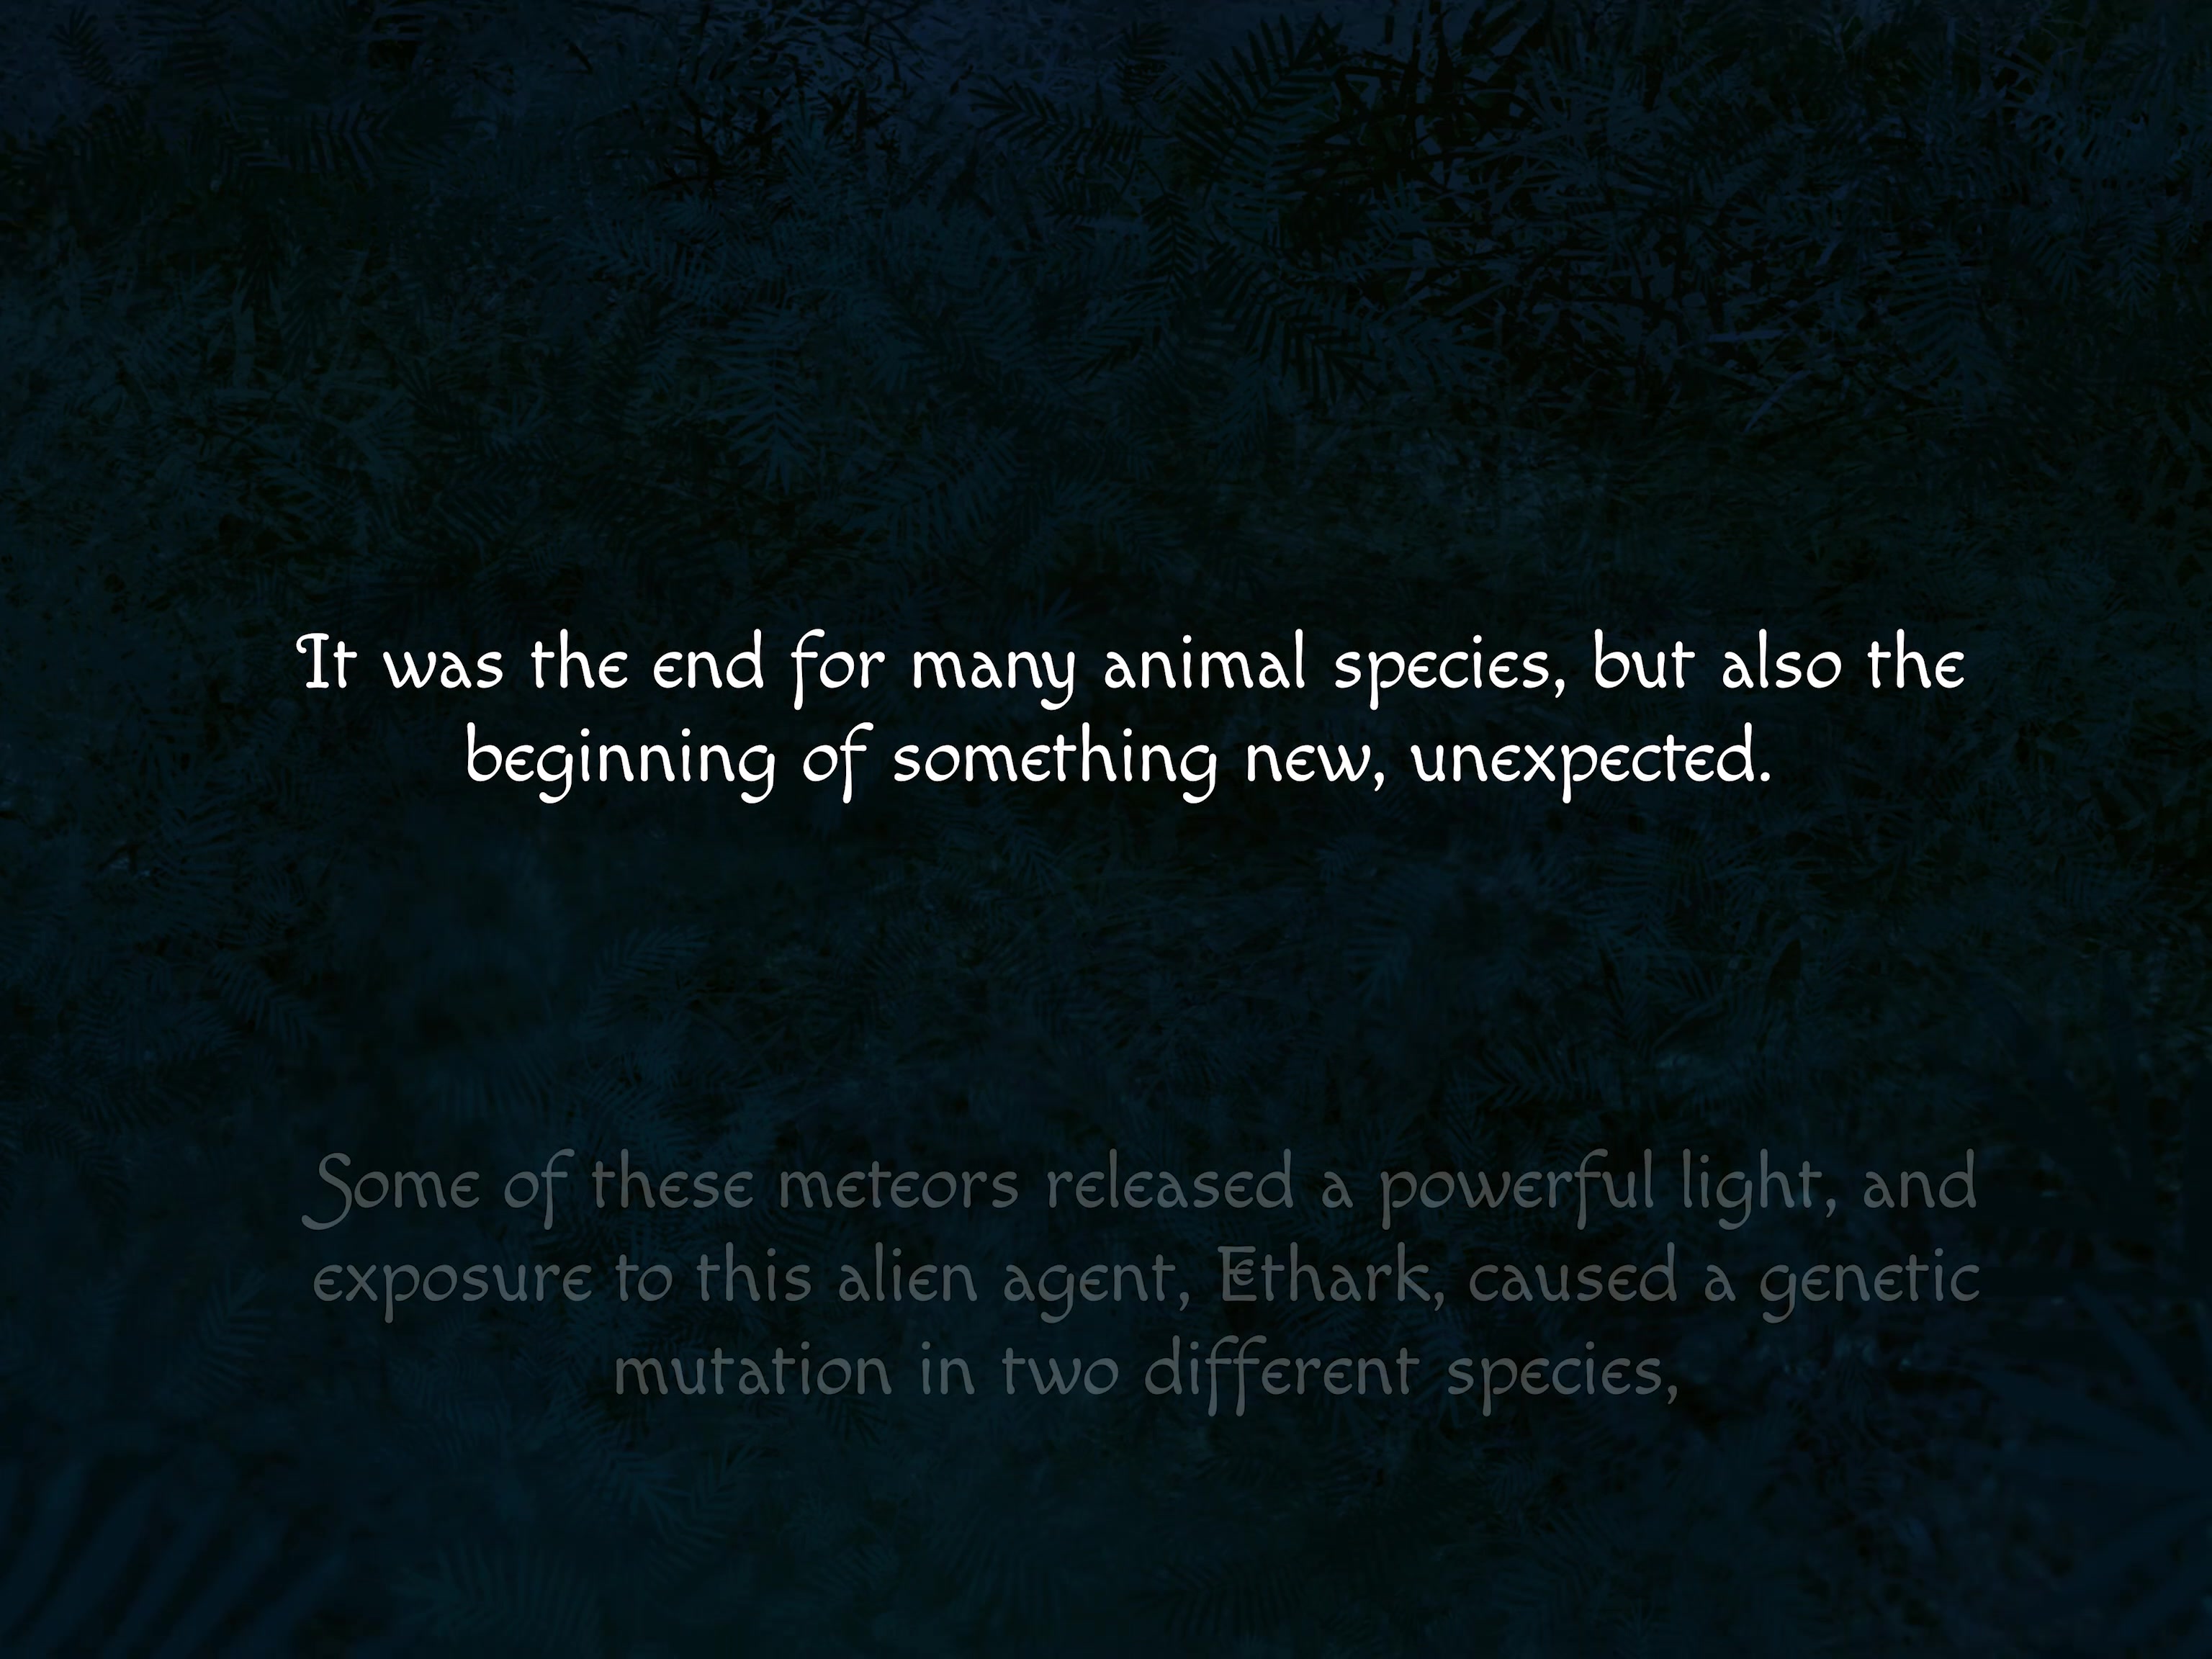 It was the end for many animal species, but also the
beginning of something new, unexpected.
Some of these meteors released a powerful light, and
exposure to this alien agent, Ethark, caused a genetic
mutation in two different species,